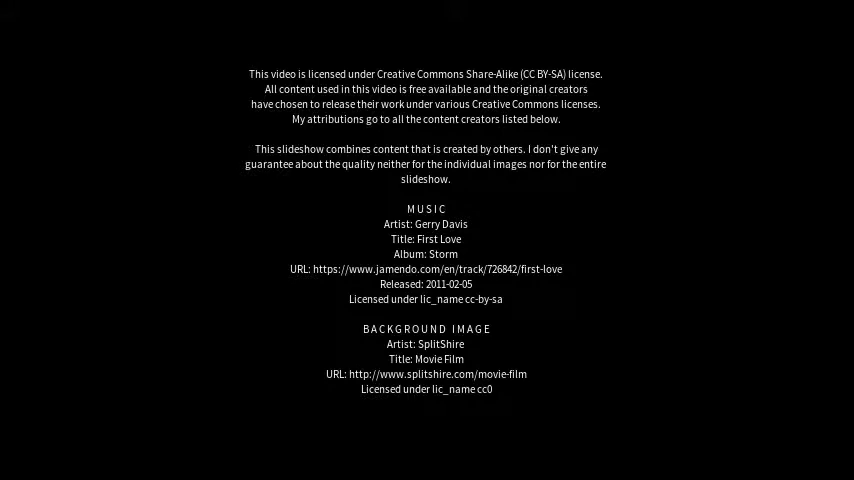 This video is licensed under Creative Commons Share-Alike (CC BY-SA) license.
All content used in this video is free available and the original creators
have chosen to release their work under various Creative Commons licenses.
My attributions go to all the content creators listed below.
This slideshow combines content that is created by others. I don't give any
guarantee about the quality neither for the individual images nor for the entire
slideshow.
MUSIC
Artist: Gerry Davis
Title: First Love
Album: Storm
URL: https://www.jamendo.com/en/track/726842/first-love
Released: 2011-02-05
Licensed under lic_name cc-by-sa
BACKGROUND IMAGE
Artist: SplitShire
Title: Movie Film
URL: http://www.splitshire.com/movie-film
Licensed under lic_name cc0